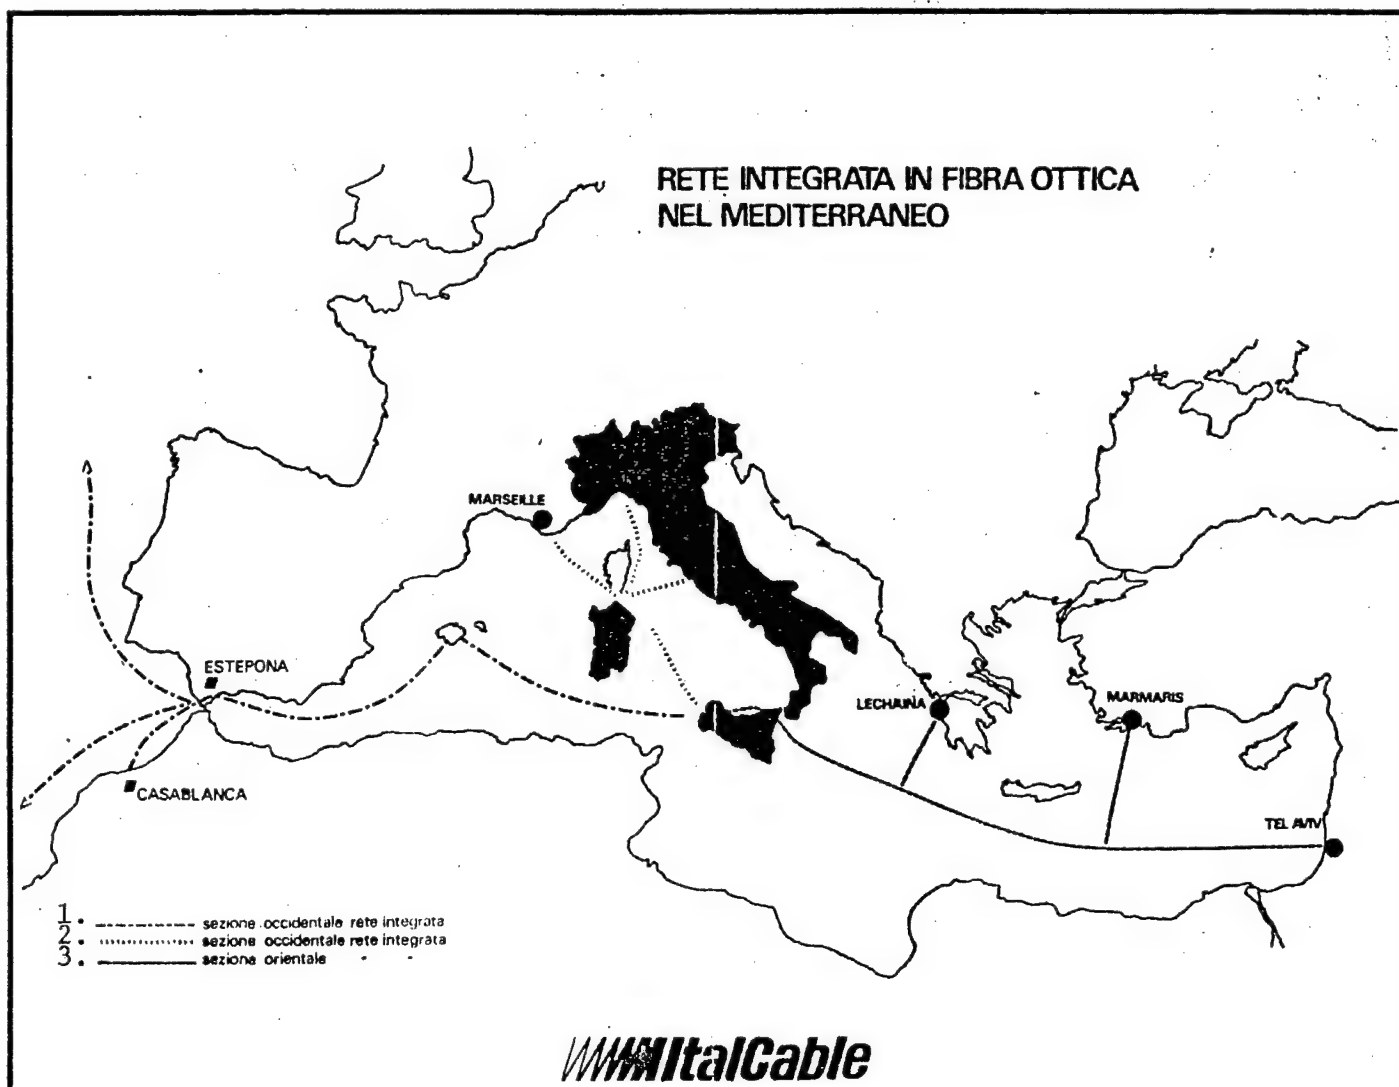 RETE INTEGRATA IN FIBRA OTTICA
NEL MEDITERRANEO
MARSEILLE
ESTEPONA
LECHAINA
MARMARIS
CASABLANCA
TEL AVIV
1. sezione occidentale rete integrata
2. sezione occidentale rete integrata
3. sezione orientale " "
ItalCable